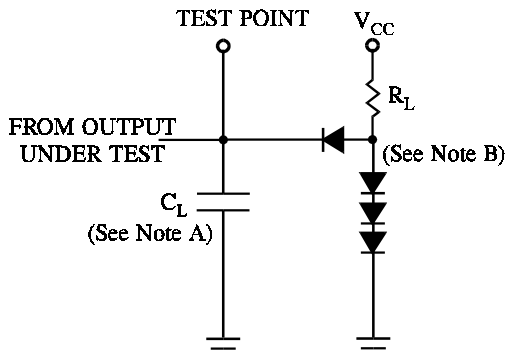 TEST POINT
VCC
RL
FROM OUTPUT
UNDER TEST
(See Note B)
CL
(See Note A)